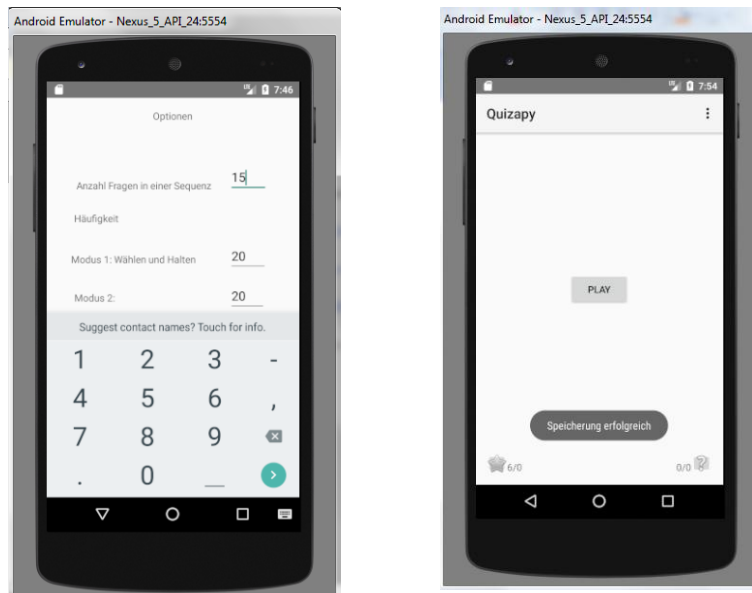 Android Emulator - Nexus_5_API_24:5554
7:46
Optionen
Anzahl Fragen in einer Sequenz 15
Häufigkeit
Modus 1: Wählen und Halten 20
Modus 2: 20
Suggest contact names? Touch for info.
1 2 3 -
4 5 6 ,
7 8 9
. 0 _
Android Emulator - Nexus_5_API_24:5554
7:54
Quizapy
PLAY
Speicherung erfolgreich
6/0 0/0